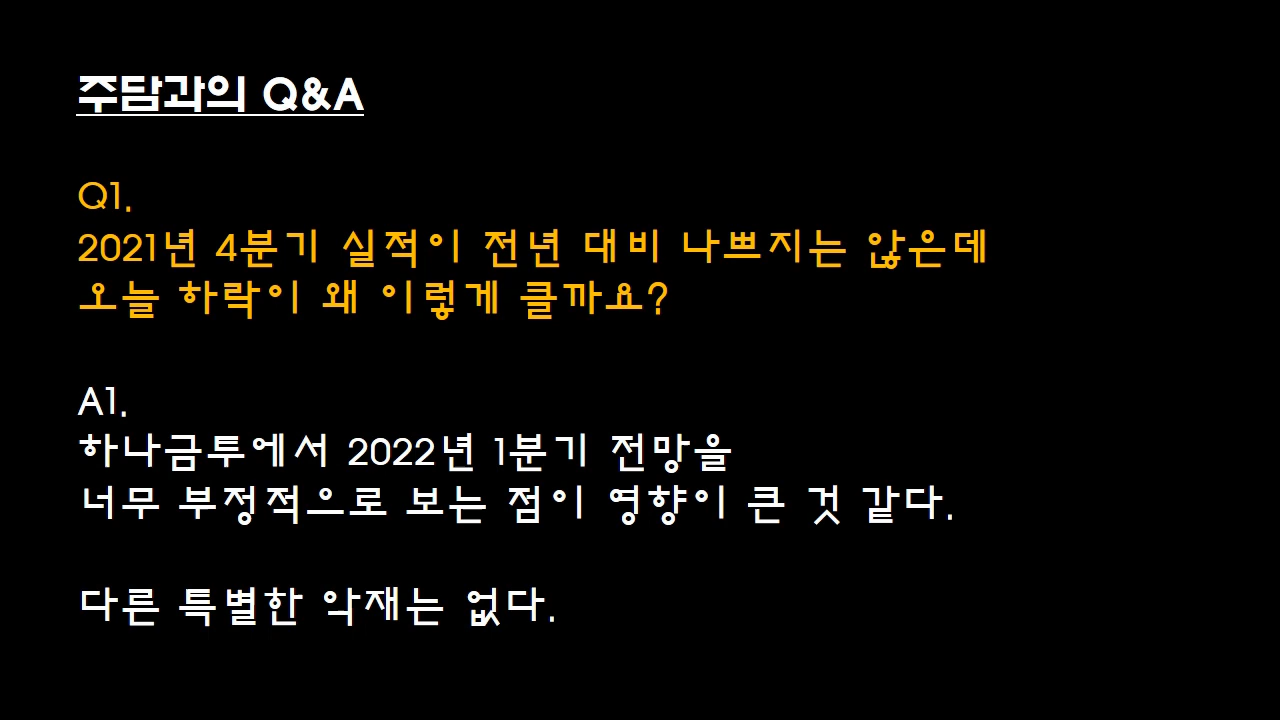 주담과의 Q&A
Q1.
2021년 4분기 실적이 전년 대비 나쁘지는 않은데
오늘 하락이 왜 이렇게 클까요?
A1.
하나금투에서 2022년 1분기 전망을
너무 부정적으로 보는 점이 영향이 큰 것 같다.
다른 특별한 악재는 없다.